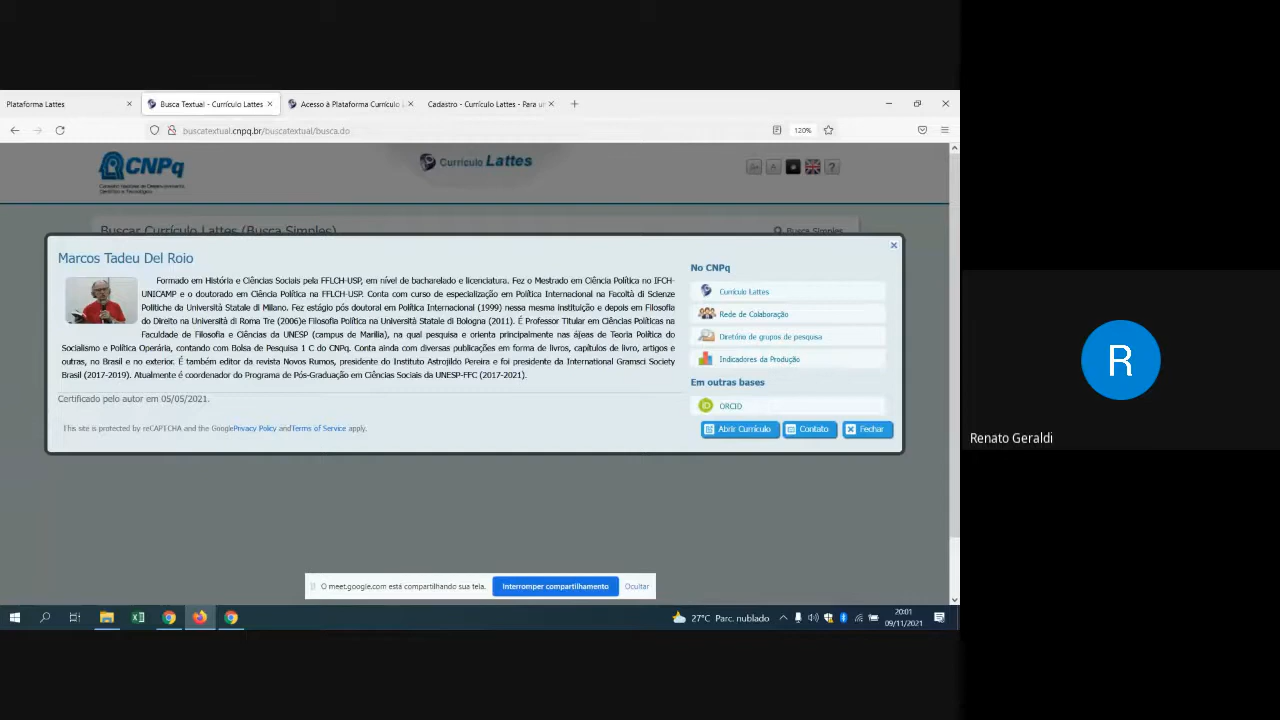 Plataforma Lattes
Busca Textual - Currículo Lattes
Acesso à Plataforma Currículo L
Cadastro - Currículo Lattes - Para u
buscatextual.cnpq.br/buscatextual/busca.do
120%
CNPq
Conselho Nacional de Desenvolvimento
Científico e Tecnológico
Currículo Lattes
A+
A
?
Buscar Currículo Lattes (Busca Simples)
Busca Simples
Marcos Tadeu Del Roio
Formado em História e Ciências Sociais pela FFLCH-USP, em nível de bacharelado e licenciatura. Fez o Mestrado em Ciência Política no IFCH-
UNICAMP e o doutorado em Ciência Política na FFLCH-USP. Conta com curso de especialização em Política Internacional na Facoltà di Scienze
Politiche da Università Statale di Milano. Fez estágio pós doutoral em Política Internacional (1999) nessa mesma instituição e depois em Filosofia
do Direito na Università di Roma Tre (2006)e Filosofia Política na Università Statale di Bologna (2011). É Professor Titular em Ciências Políticas na
Faculdade de Filosofia e Ciências da UNESP (campus de Marilia), na qual pesquisa e orienta principalmente nas áreas de Teoria Política do
Socialismo e Política Operária, contando com Bolsa de Pesquisa 1 C do CNPq. Conta ainda com diversas publicações em forma de livros, capítulos de livro, artigos e
outras, no Brasil e no exterior. É também editor da revista Novos Rumos, presidente do Instituto Astrojildo Pereira e foi presidente da International Gramsci Society
Brasil (2017-2019). Atualmente é coordenador do Programa de Pós-Graduação em Ciências Sociais da UNESP-FFC (2017-2021).
Certificado pelo autor em 05/05/2021.
This site is protected by reCAPTCHA and the GooglePrivacy Policy andTerms of Service apply.
No CNPq
Currículo Lattes
Rede de Colaboração
Diretório de grupos de pesquisa
Indicadores da Produção
Em outras bases
iD ORCID
Abrir Currículo
Contato
Fechar
O meet.google.com está compartilhando sua tela.
Interromper compartilhamento
Ocultar
27°C Parc. nublado
20:01
09/11/2021
R
Renato Geraldi